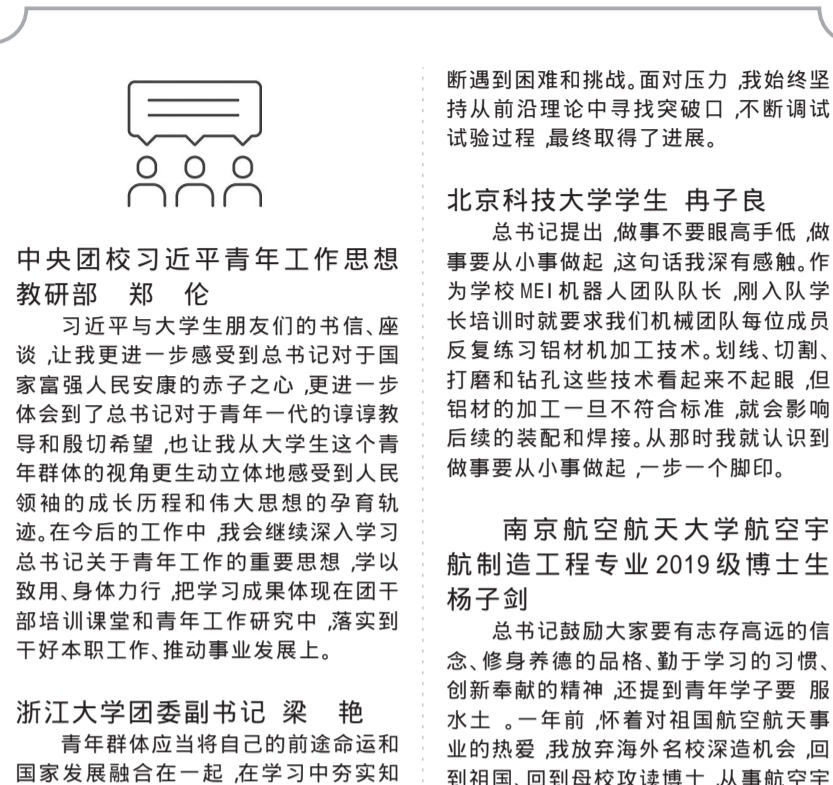 中央团校习近平青年工作思想
教研部 郑 伦
习近平与大学生朋友们的书信、座
谈,让我更进一步感受到总书记对于国
家富强人民安康的赤子之心,更进一步
体会到了总书记对于青年一代的谆谆教
导和殷切希望,也让我从大学生这个青
年群体的视角更生动立体地感受到人民
领袖的成长历程和伟大思想的孕育轨
迹。在今后的工作中,我会继续深入学习
总书记关于青年工作的重要思想,学以
致用、身体力行,把学习成果体现在团干
部培训课堂和青年工作研究中,落实到
干好本职工作、推动事业发展上。
浙江大学团委副书记 梁 艳
青年群体应当将自己的前途命运和
国家发展融合在一起,在学习中夯实知
断遇到困难和挑战。面对压力,我始终坚
持从前沿理论中寻找突破口,不断调试
试验过程,最终取得了进展。
北京科技大学学生 冉子良
总书记提出,做事不要眼高手低,做
事要从小事做起,这句话我深有感触。作
为学校MEI机器人团队队长,刚入队学
长培训时就要求我们机械团队每位成员
反复练习铝材机加工技术。划线、切割、
打磨和钻孔这些技术看起来不起眼,但
铝材的加工一旦不符合标准,就会影响
后续的装配和焊接。从那时我就认识到
做事要从小事做起,一步一个脚印。
南京航空航天大学航空宇
航制造工程专业2019级博士生
杨子剑
总书记鼓励大家要有志存高远的信
念、修身养德的品格、勤于学习的习惯、
创新奉献的精神,还提到青年学子要 服
水土 。一年前,怀着对祖国航空航天事
业的热爱,我放弃海外名校深造机会,回
到祖国、回到母校攻读博士,从事航空宇